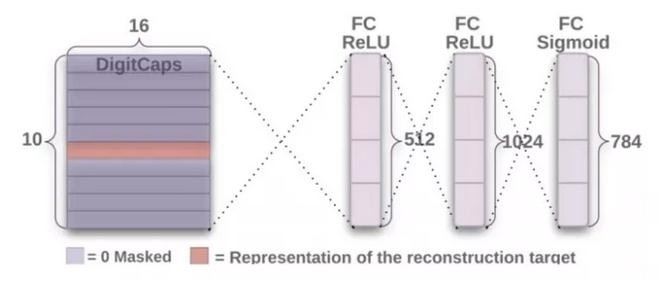 16
FC
ReLU
FC
ReLU
FC
Sigmoid
DigitCaps
10
512
1024
784
= 0 Masked
= Representation of the reconstruction target